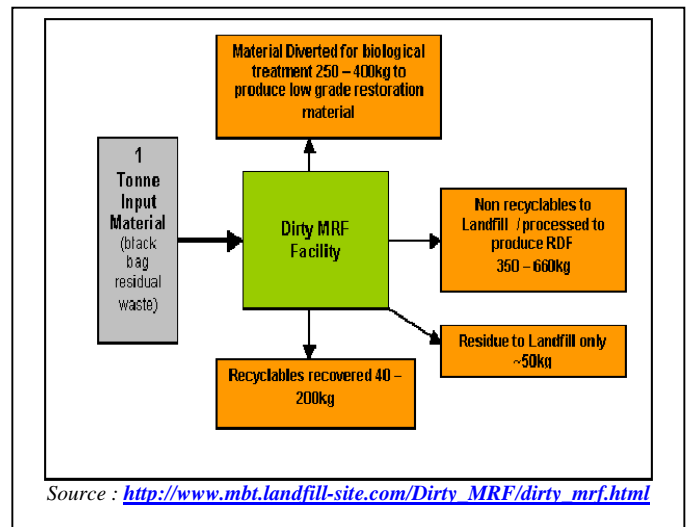 Material Diverted for biological
treatment 250 – 400kg to
produce low grade restoration
material
1
Tonne
Input
Material
(black
bag
residual
waste)
Dirty MRF
Facility
Non recyclables to
Landfill / processed to
produce RDF
350 – 660kg
Residue to Landfill only
~50kg
Recyclables recovered 40 –
200kg
Source : http://www.mbt.landfill-site.com/Dirty_MRF/dirty_mrf.html